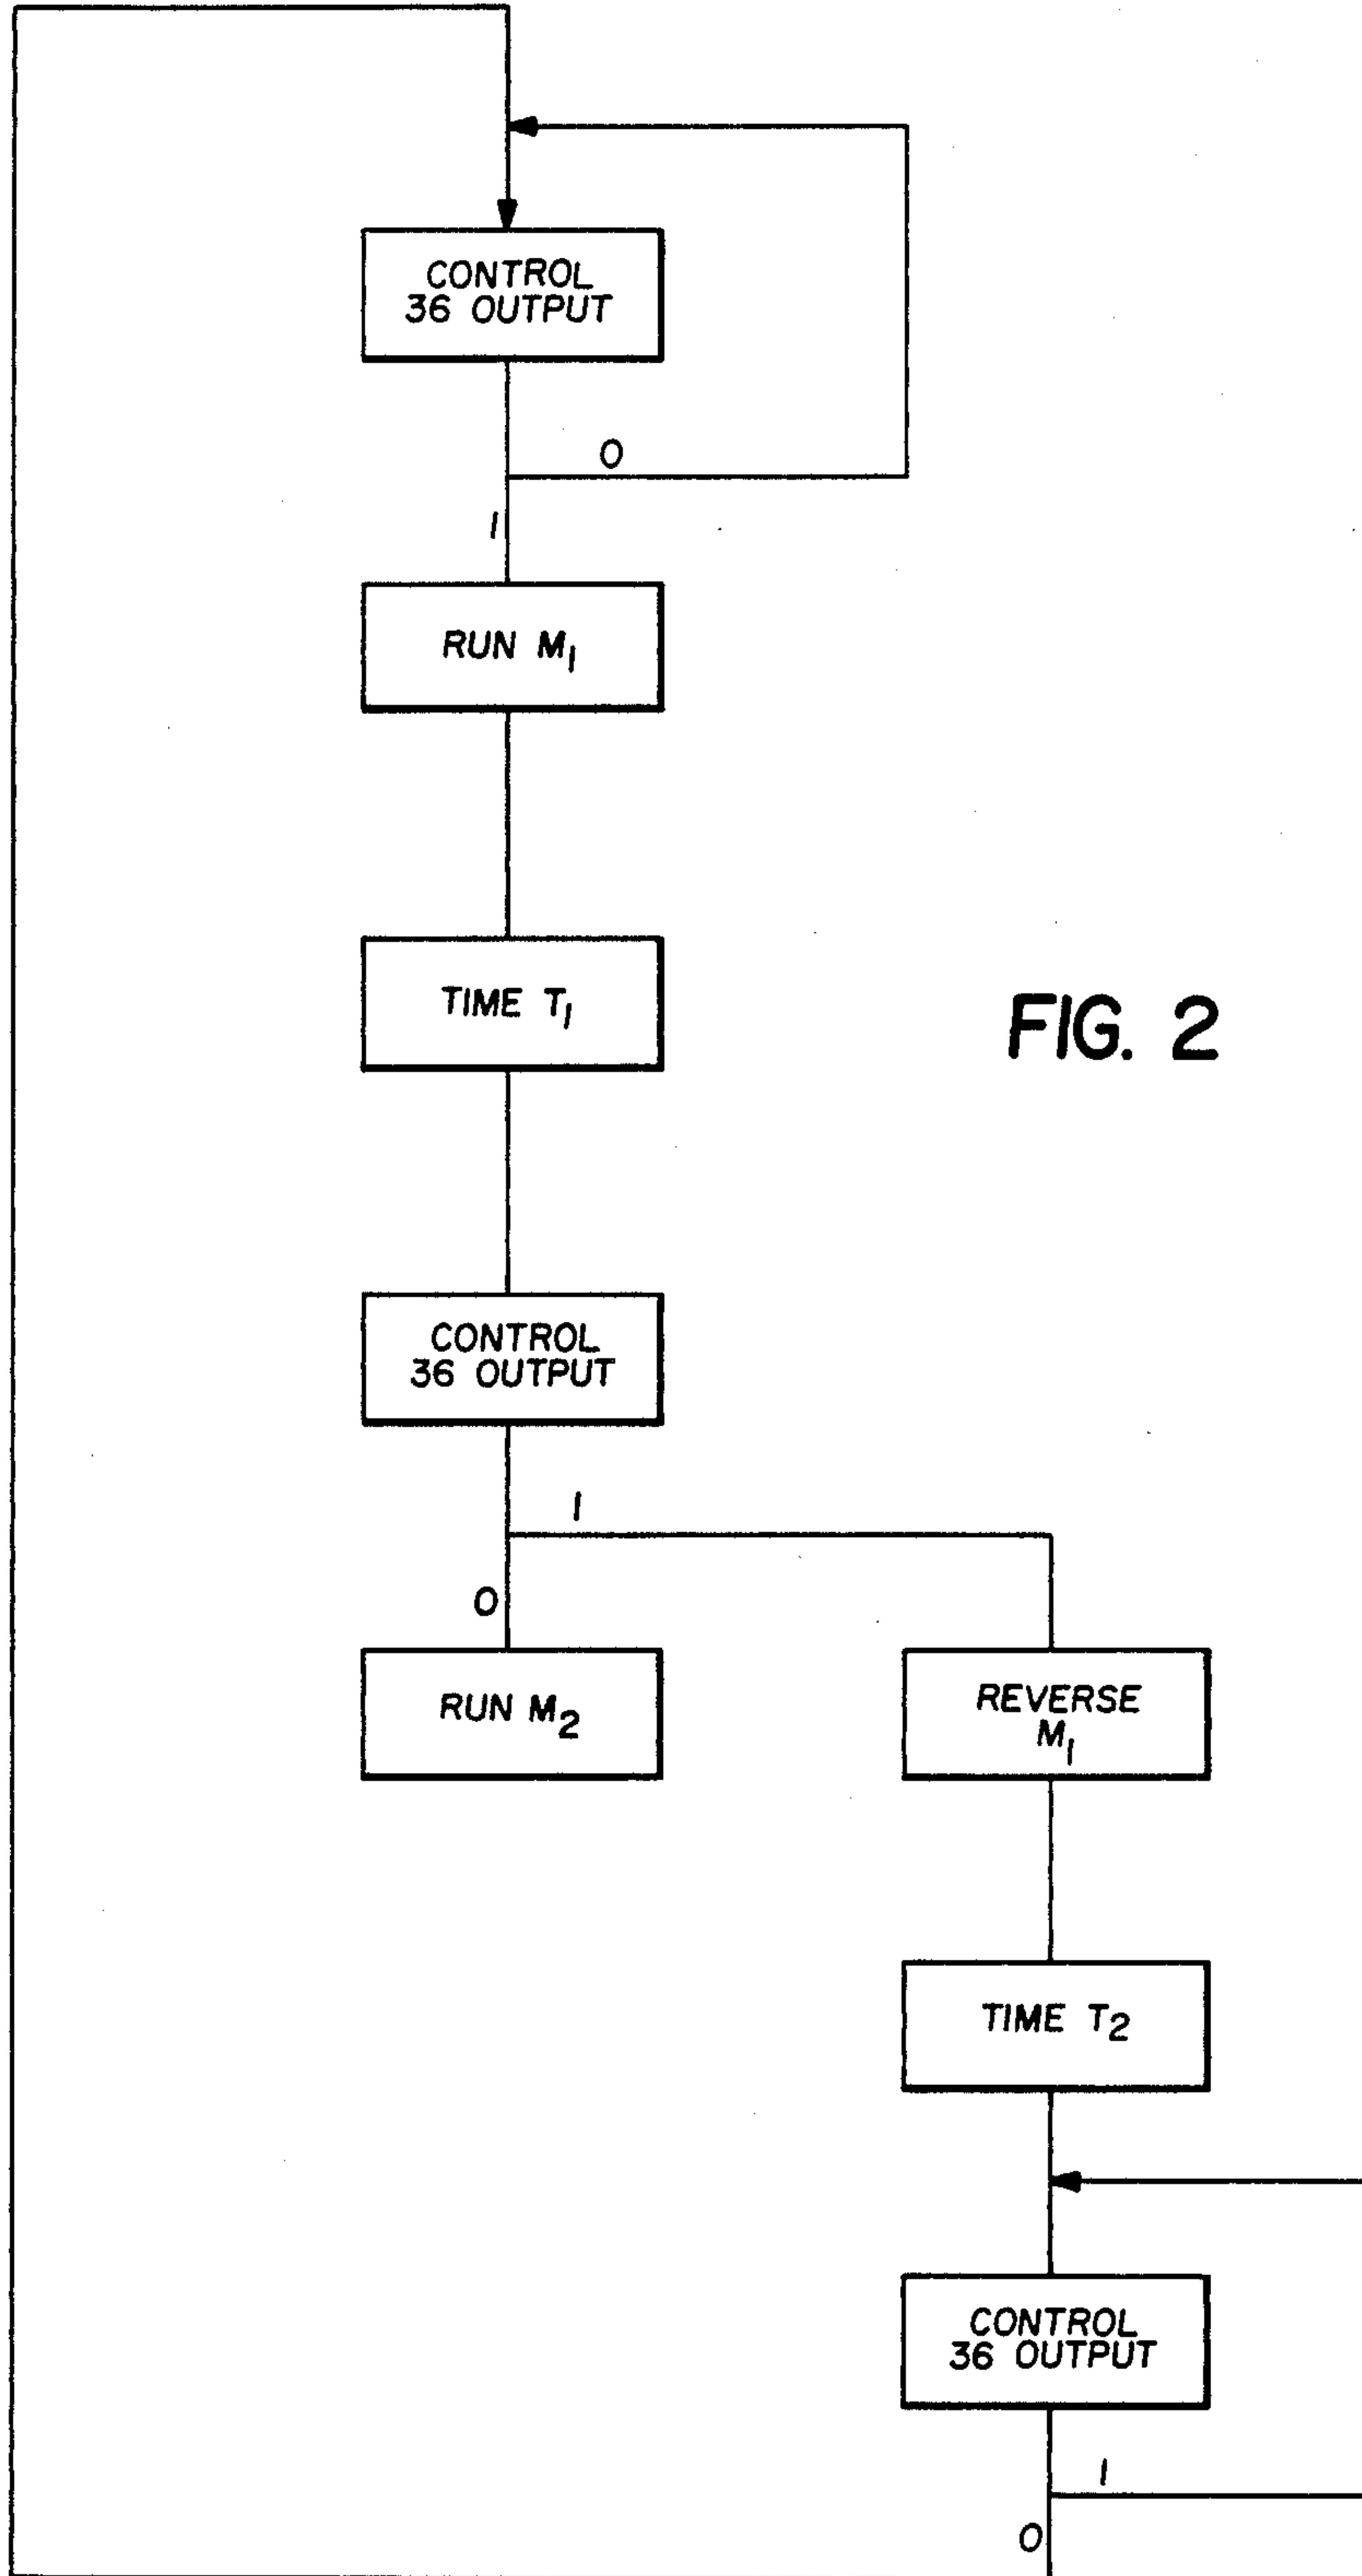 CONTROL
36 OUTPUT
0
1
RUN M1
TIME T1
FIG. 2
CONTROL
36 OUTPUT
1
0
RUN M2
REVERSE
M1
TIME T2
CONTROL
36 OUTPUT
1
0